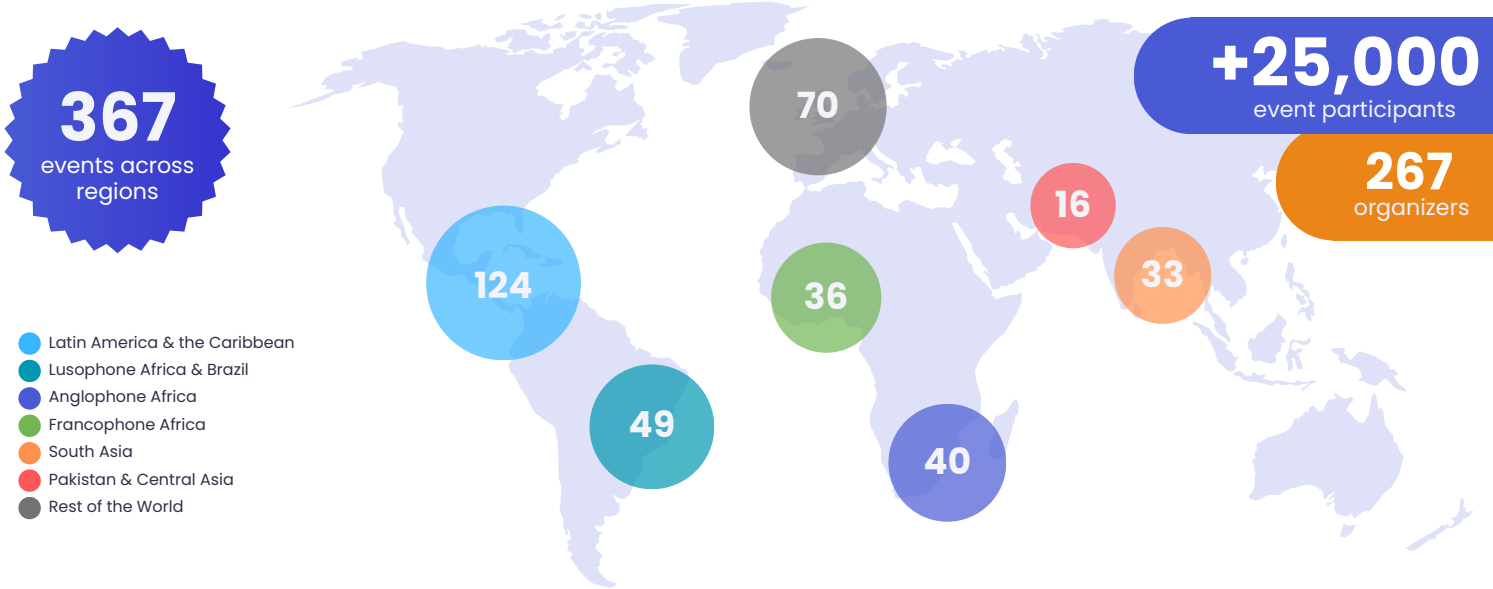 367
events across
regions
+25,000
event participants
267
organizers
70
16
33
124
36
49
40
Latin America & the Caribbean
Lusophone Africa & Brazil
Anglophone Africa
Francophone Africa
South Asia
Pakistan & Central Asia
Rest of the World